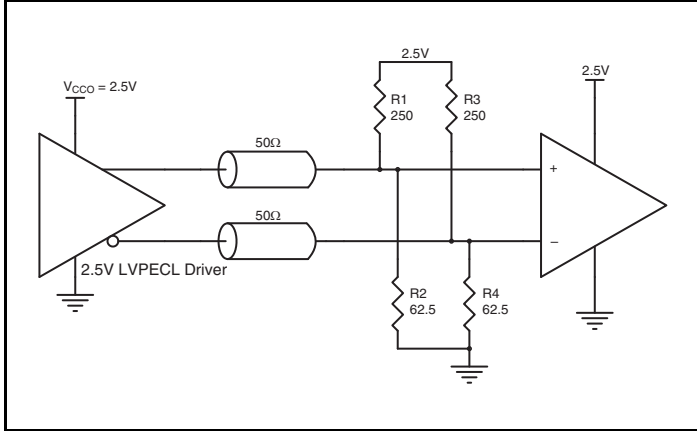 2.5V
V_CCO = 2.5V
2.5V
R1
250
R3
250
50Ω
+
50Ω
−
2.5V LVPECL Driver
R2
62.5
R4
62.5